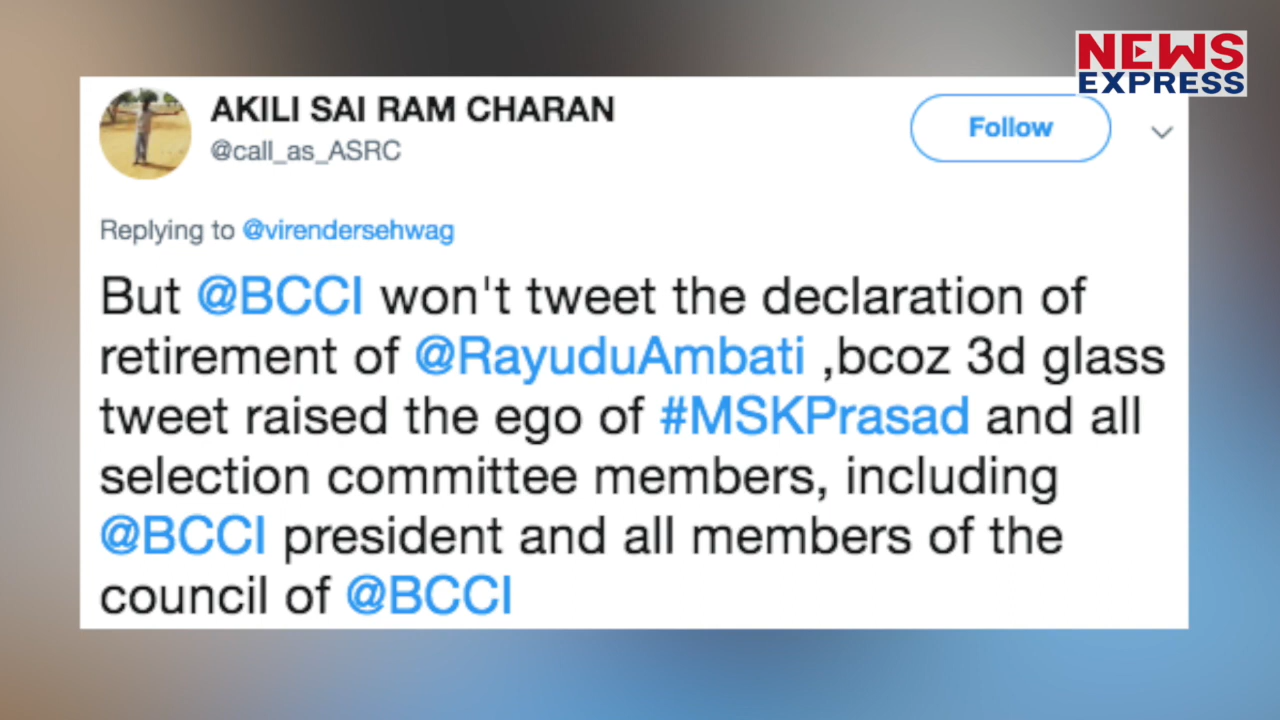 NEWS
EXPRESS
AKILI SAI RAM CHARAN
Follow
@call_as_ASRC
Replying to @virendersehwag
But @BCCI won't tweet the declaration of
retirement of @RayuduAmbati ,bcoz 3d glass
tweet raised the ego of #MSKPrasad and all
selection committee members, including
@BCCI president and all members of the
council of @BCCI